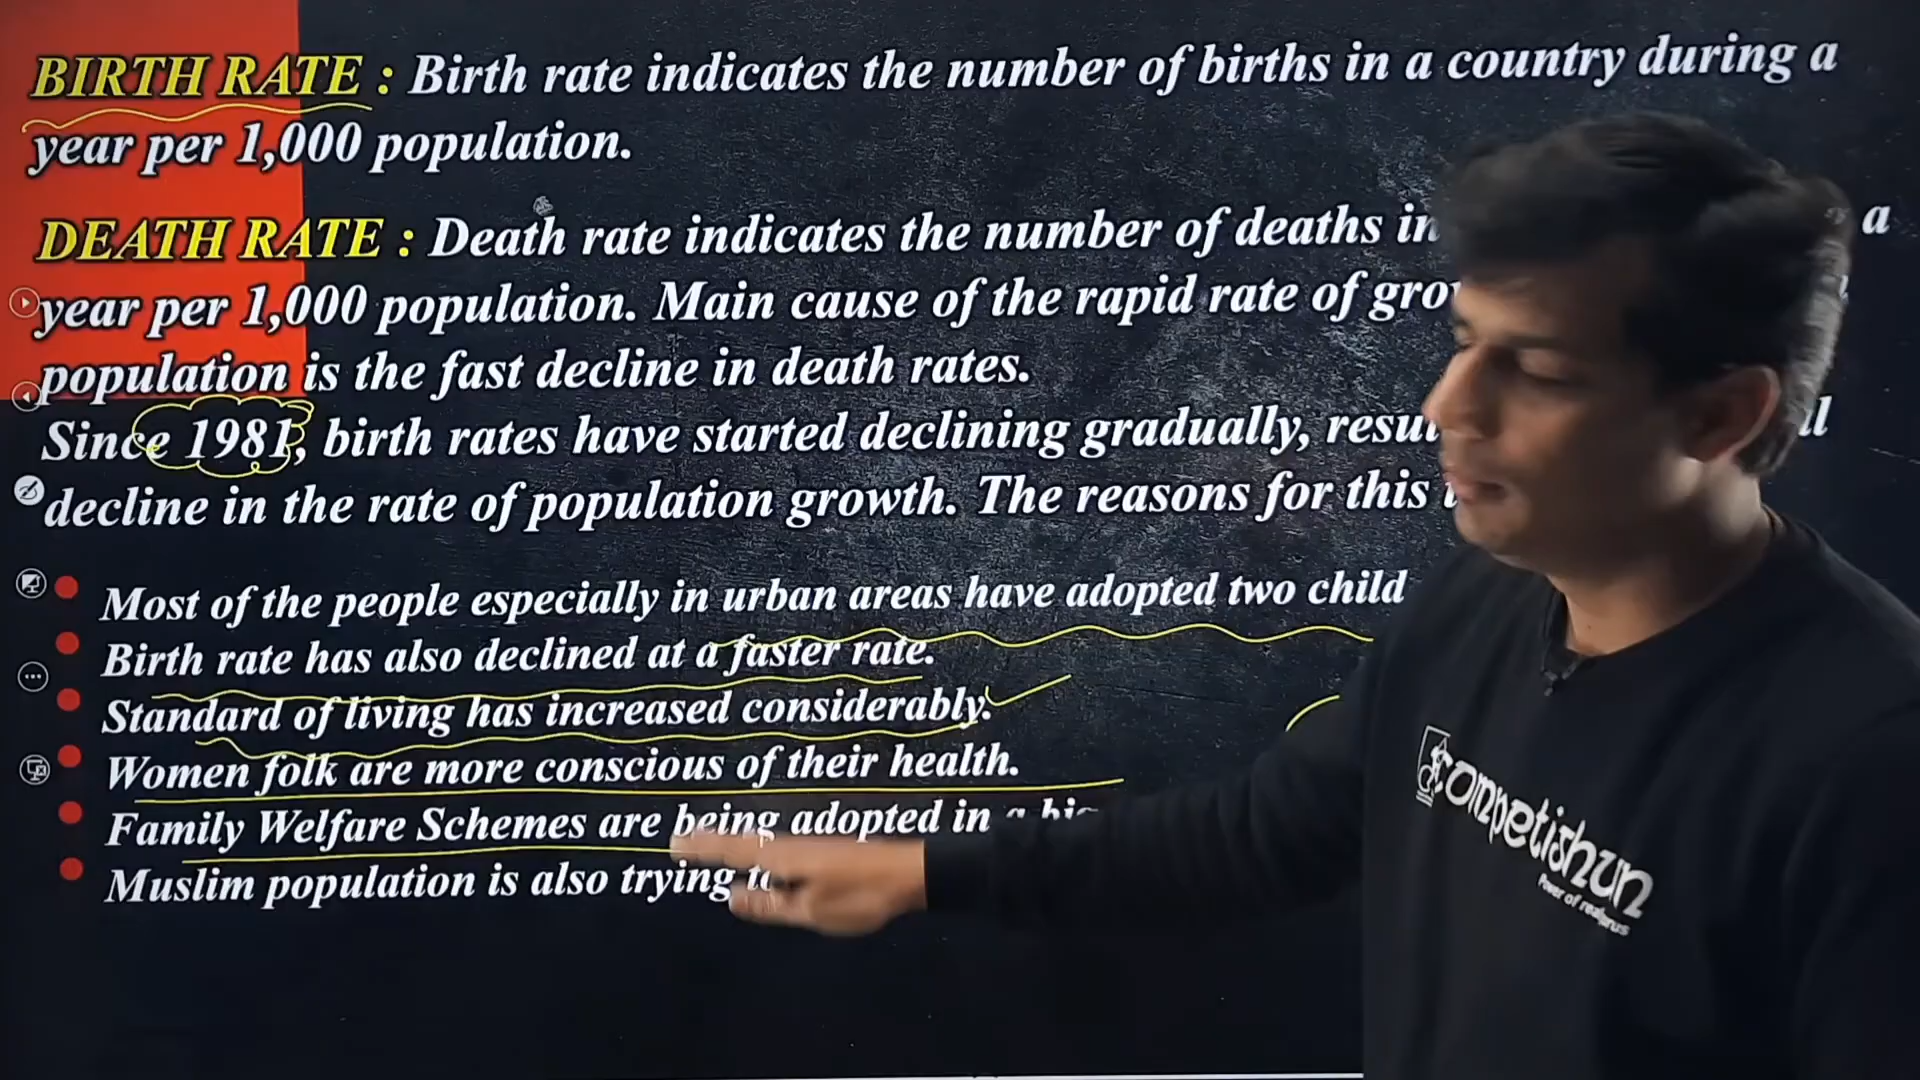 BIRTH RATE : Birth rate indicates the number of births in a country during a
year per 1,000 population.
DEATH RATE : Death rate indicates the number of deaths in a
year per 1,000 population. Main cause of the rapid rate of
population is the fast decline in death rates.
Since 1981, birth rates have started declining gradually,
decline in the rate of population growth. The reasons for this
Most of the people especially in urban areas have adopted two child
Birth rate has also declined at a faster rate.
Standard of living has increased considerably.
Women folk are more conscious of their health.
Family Welfare Schemes are being adopted in a
Muslim population is also trying
Competishun
Power of real gurus